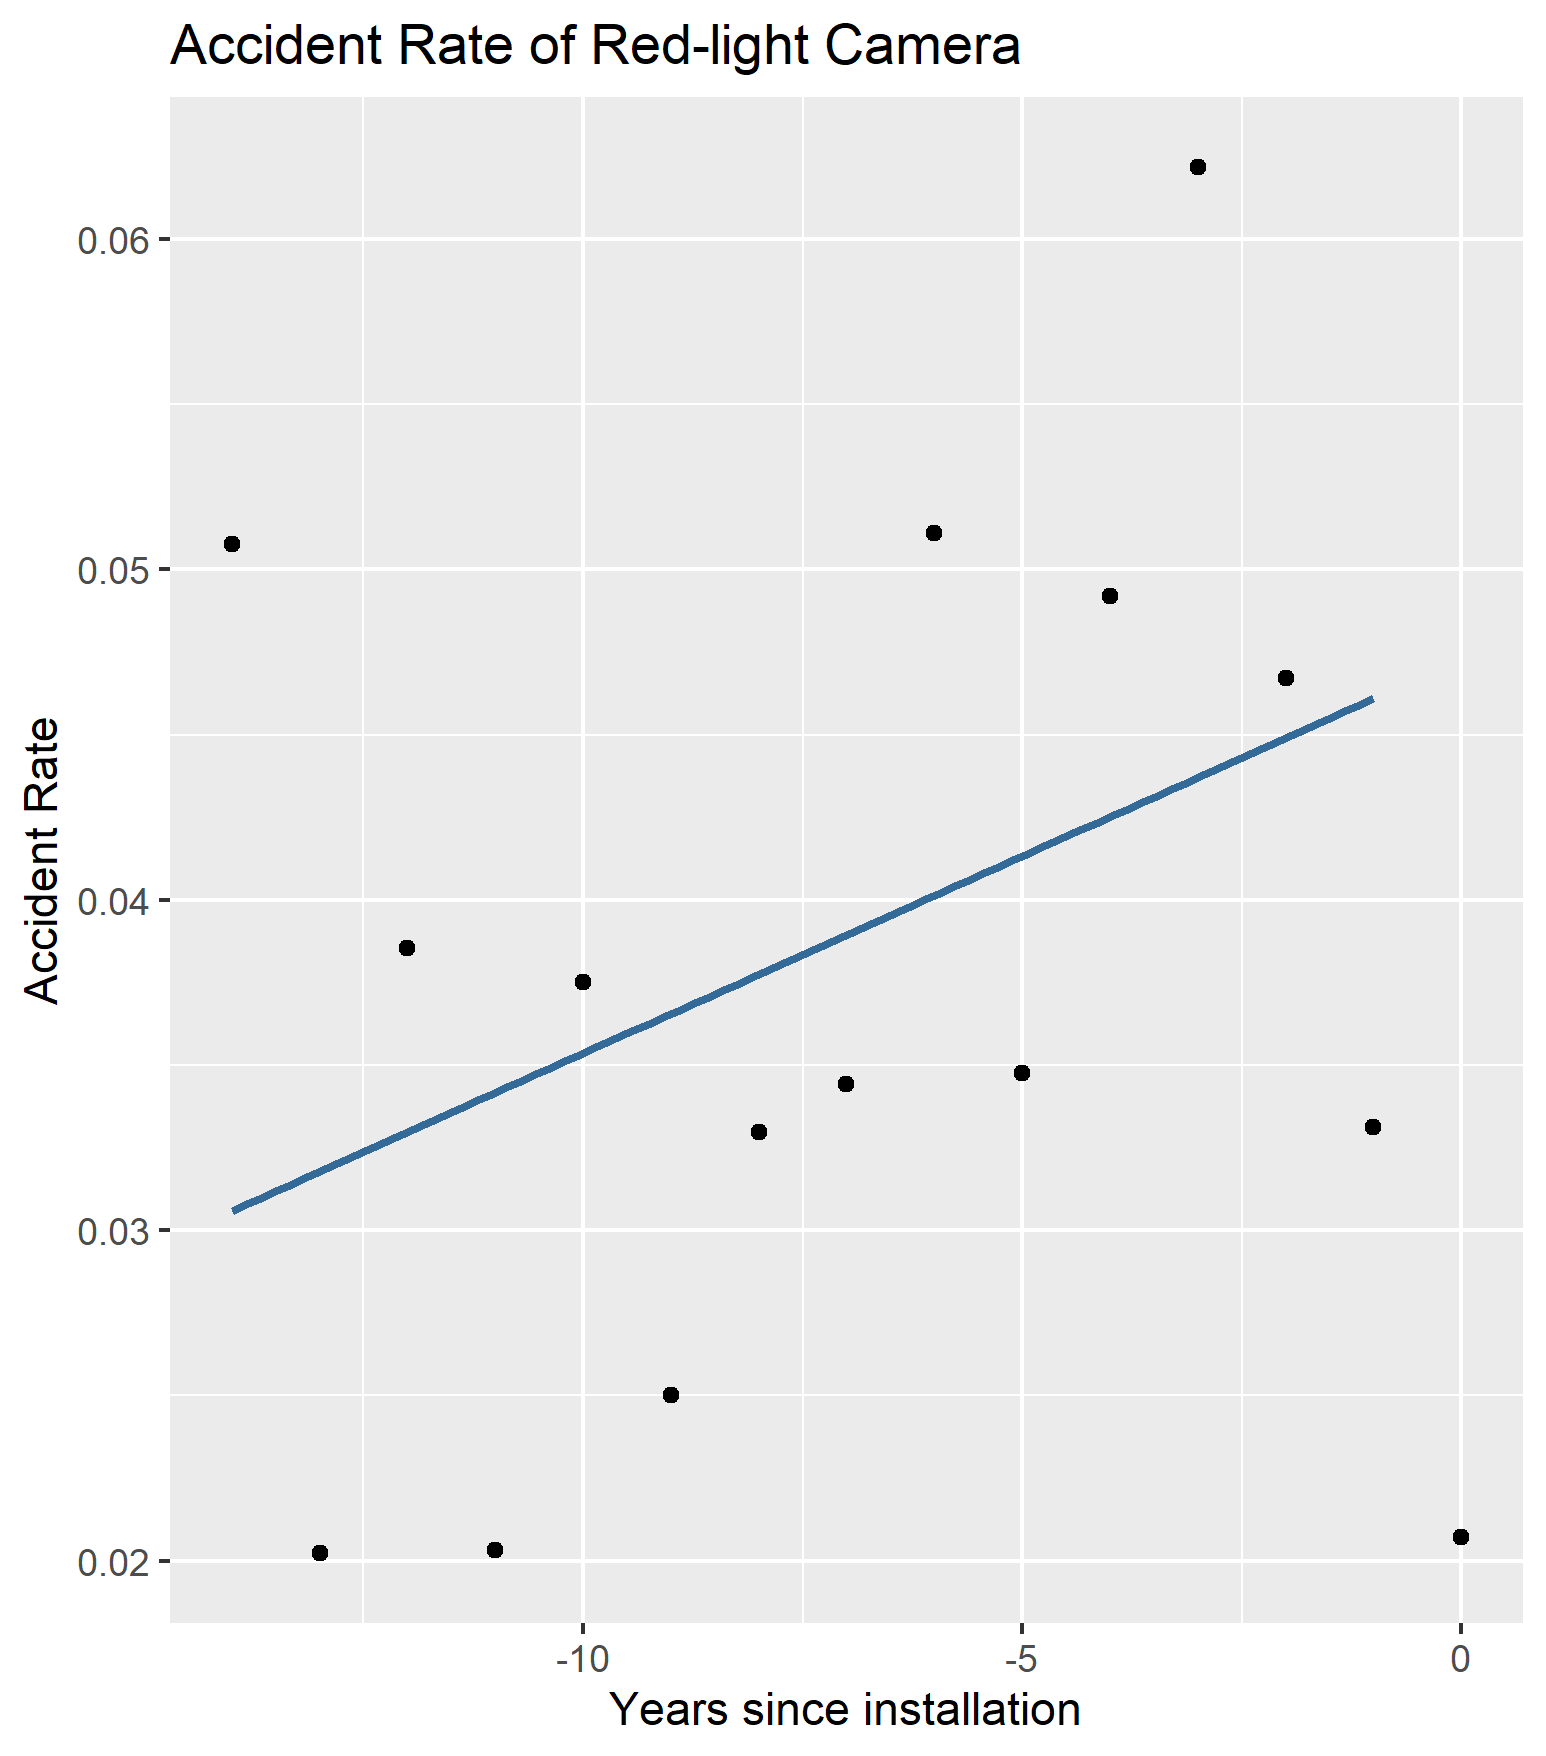 Accident Rate of Red-light Camera
Accident Rate
0.06
0.05
0.04
0.03
0.02
-10
-5
0
Years since installation